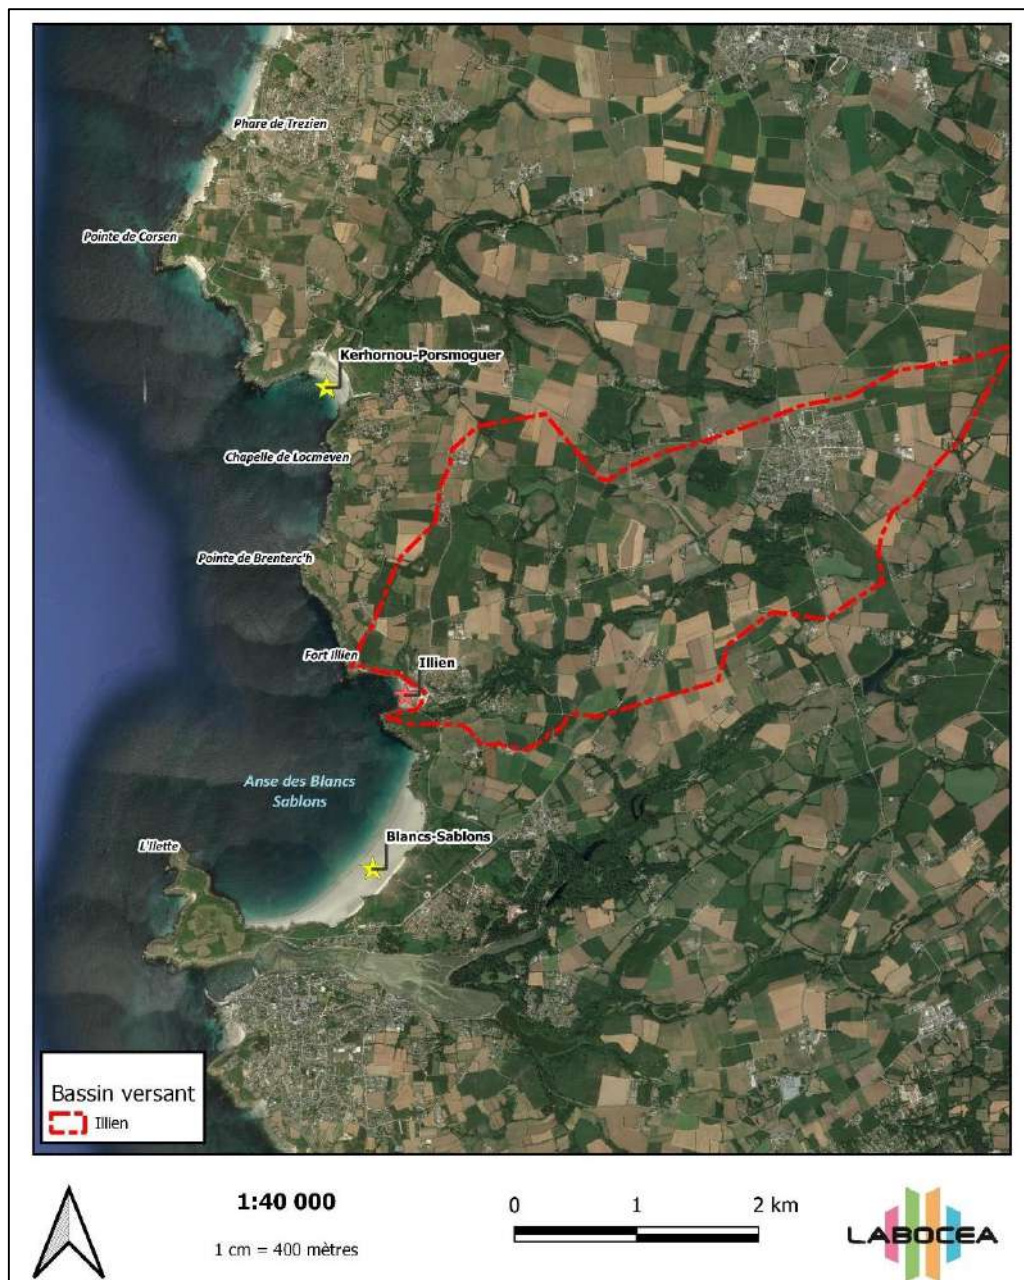 Phare de Trezien
Pointe de Corsen
Kerhornou-Porsmoguer
Chapelle de Locmeven
Pointe de Brenterc'h
Fort Illien
Illien
Anse des Blancs
Sablons
Blancs-Sablons
L'Ilette
Bassin versant
Illien
1:40 000
1 cm = 400 mètres
0 1 2 km
LABOCEA